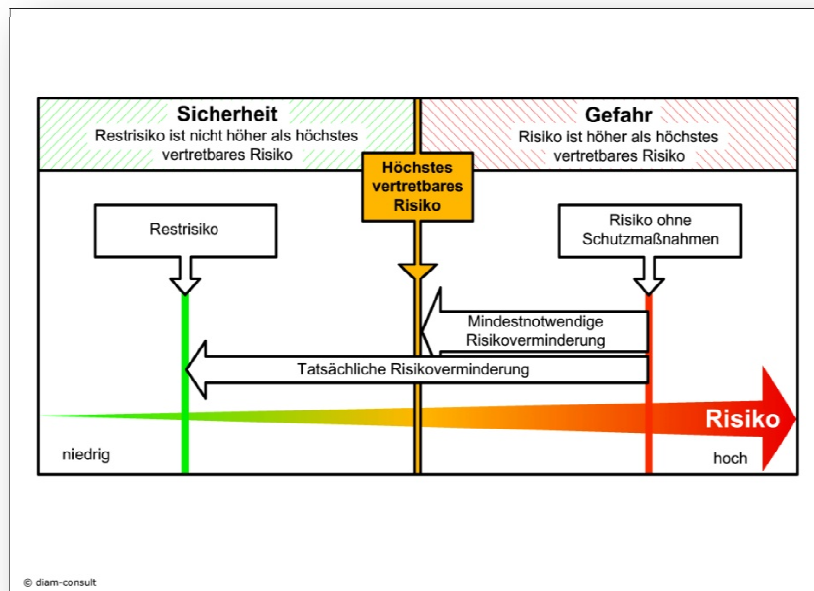 Sicherheit
Restrisiko ist nicht höher als höchstes
vertretbares Risiko
Gefahr
Risiko ist höher als höchstes
vertretbares Risiko
Höchstes
vertretbares
Risiko
Restrisiko
Risiko ohne
Schutzmaßnahmen
Mindestnotwendige
Risikoverminderung
Tatsächliche Risikoverminderung
Risiko
niedrig
hoch
© diam-consult